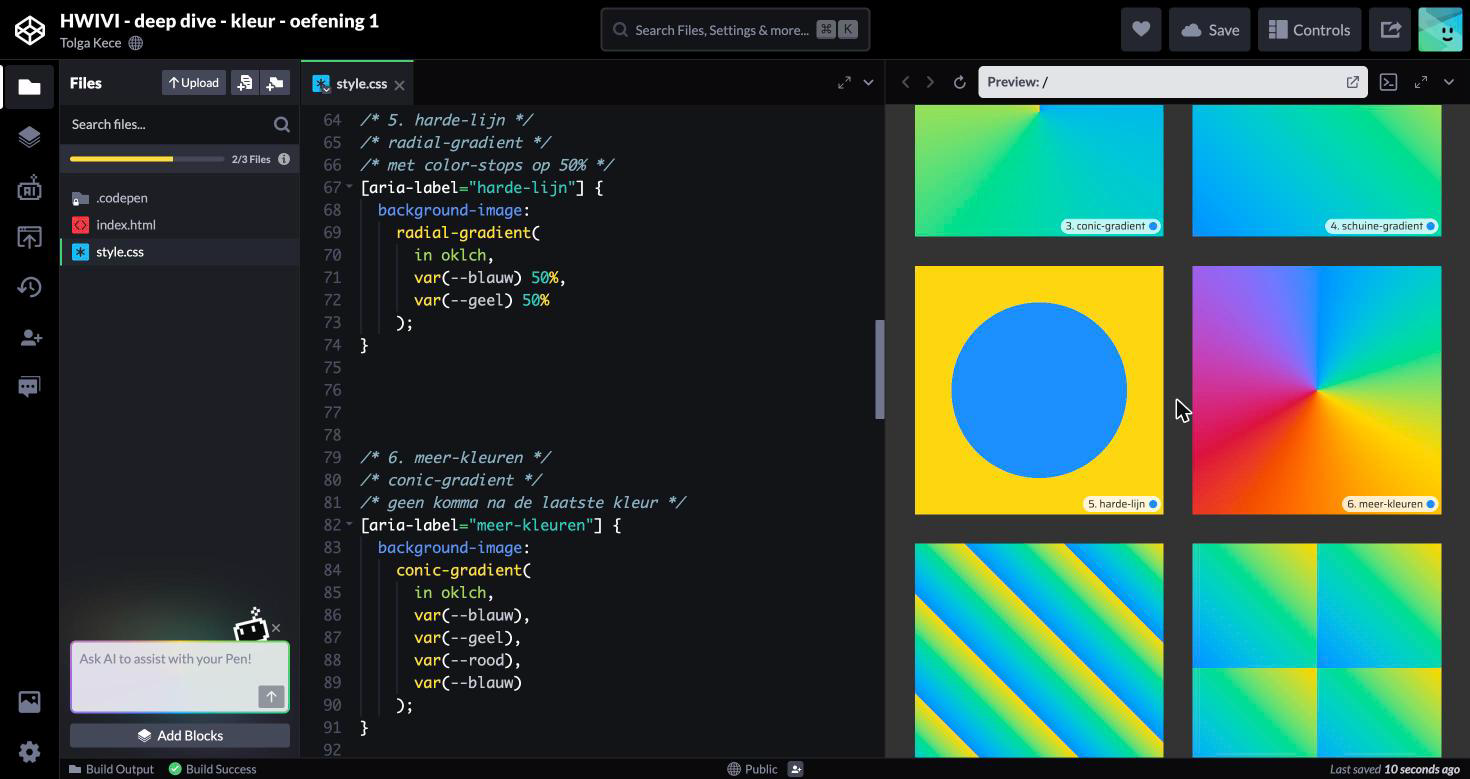 HWIVI - deep dive - kleur - oefening 1
Tolga Kece
Search Files, Settings & more... ⌘ K
Save
Controls
Files
Upload
Search files...
2/3 Files
.codepen
index.html
style.css
Ask AI to assist with your Pen!
Add Blocks
style.css
64 /* 5. harde-lijn */
65 /* radial-gradient */
66 /* met color-stops op 50% */
67 [aria-label="harde-lijn"] {
68 background-image:
69 radial-gradient(
70 in oklch,
71 var(--blauw) 50%,
72 var(--geel) 50%
73 );
74 }
75
76
77
78
79 /* 6. meer-kleuren */
80 /* conic-gradient */
81 /* geen komma na de laatste kleur */
82 [aria-label="meer-kleuren"] {
83 background-image:
84 conic-gradient(
85 in oklch,
86 var(--blauw),
87 var(--geel),
88 var(--rood),
89 var(--blauw)
90 );
91 }
92
Preview: /
3. conic-gradient
4. schuine-gradient
5. harde-lijn
6. meer-kleuren
Build Output
Build Success
Public
Last saved 10 seconds ago